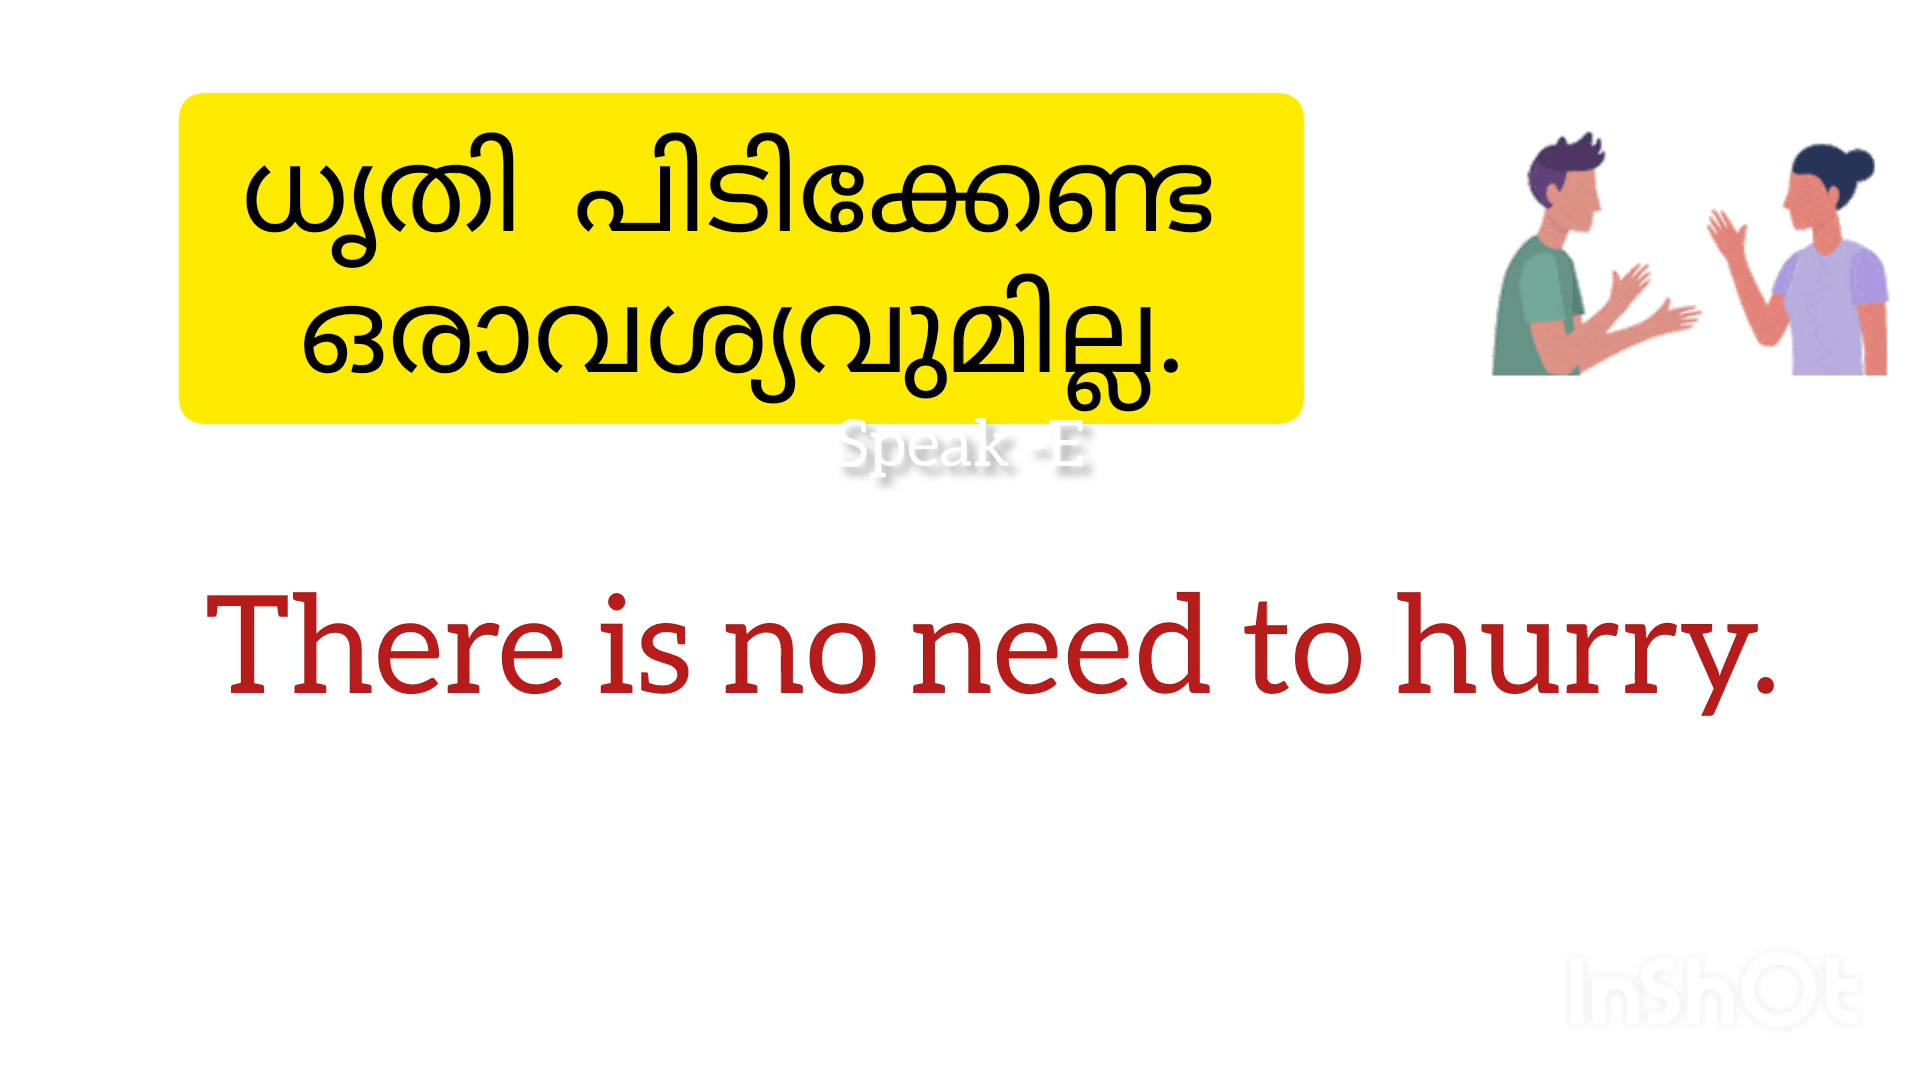 ധൃതി പിടിക്കേണ്ട
ഒരാവശ്യവുമില്ല.
Speak -E
There is no need to hurry.
InShOt